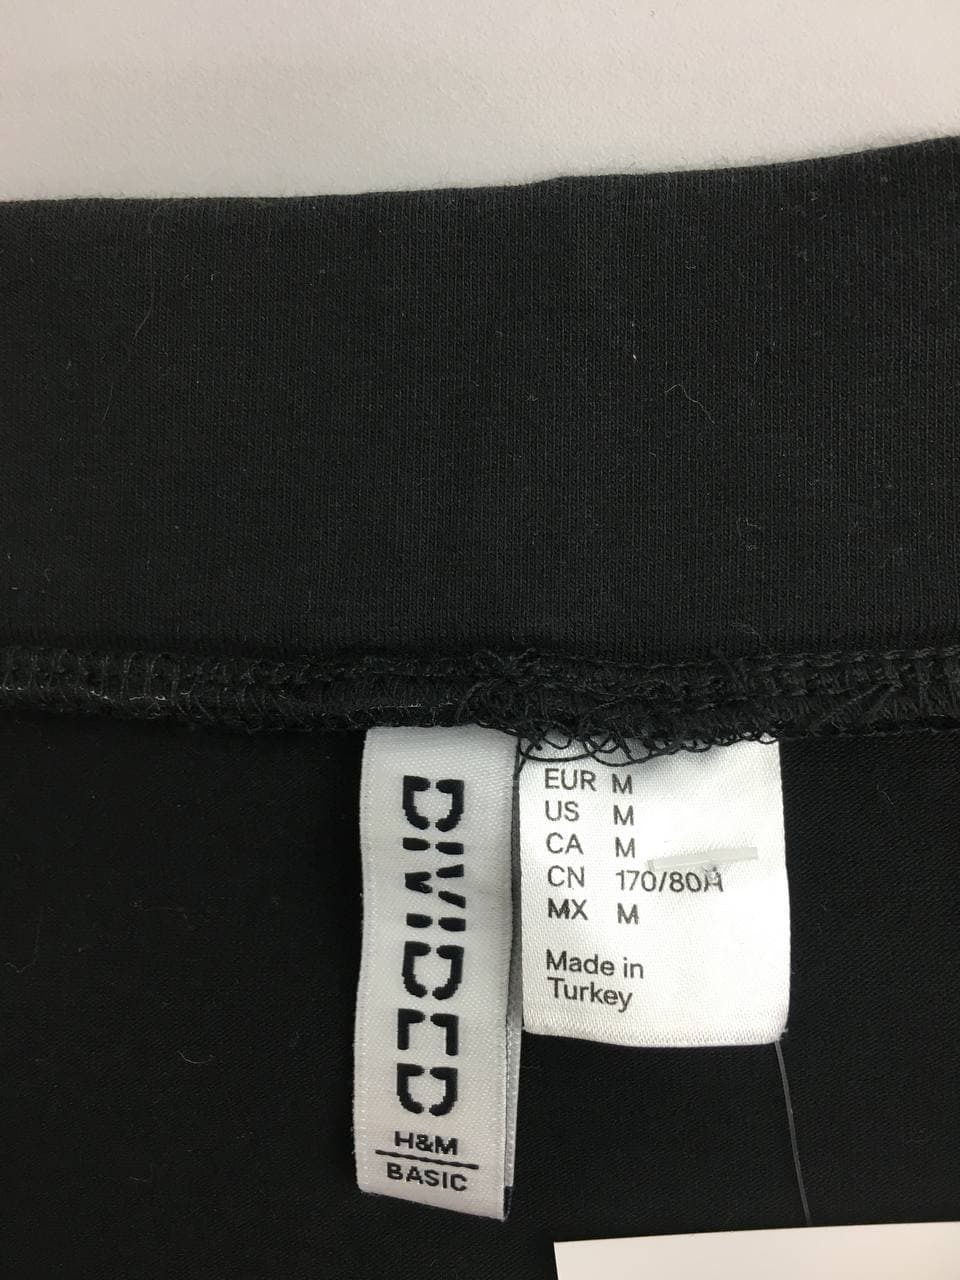 DIVIDED
H&M
BASIC
EUR M
US M
CA M
CN 170/80A
MX M
Made in
Turkey